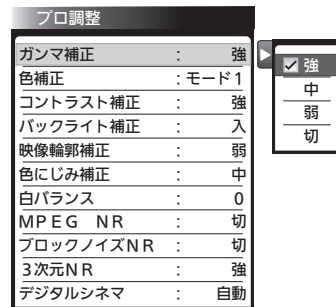 プロ調整
ガンマ補正 : 強
色補正 : モード1
コントラスト補正 : 強
バックライト補正 : 入
映像輪郭補正 : 弱
色にじみ補正 : 中
白バランス : 0
MPEG NR : 切
ブロックノイズNR : 切
3次元NR : 強
デジタルシネマ : 自動
強
中
弱
切